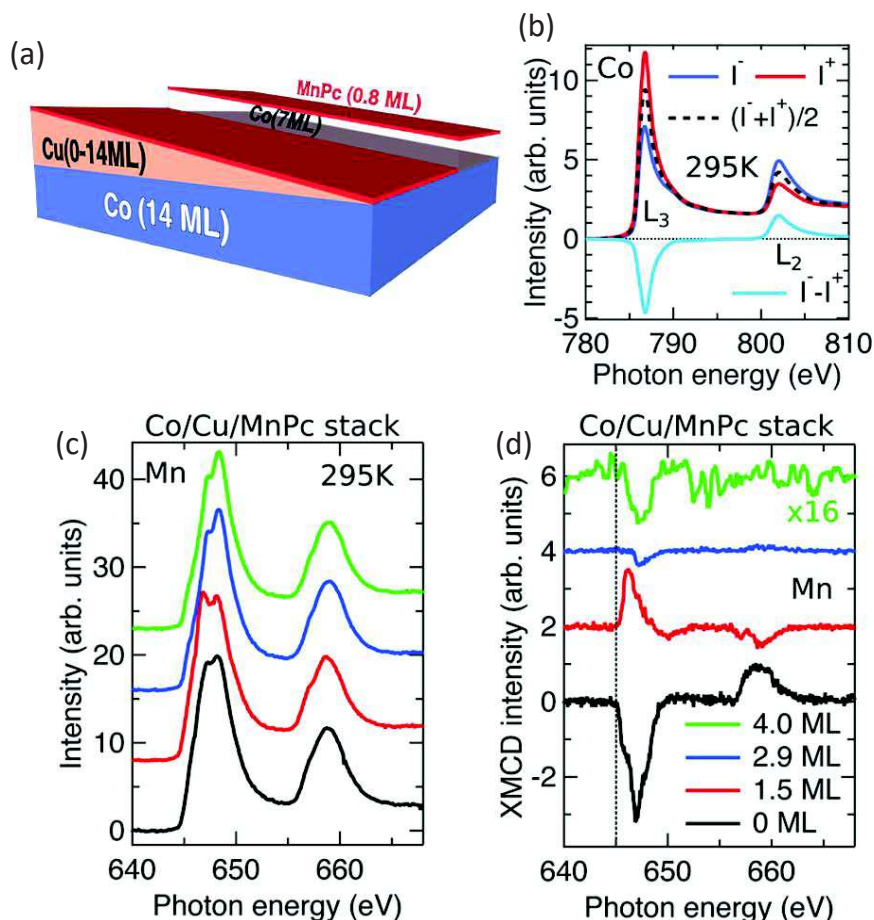 (a)
MnPc (0.8 ML)
Co(7ML)
Cu(0-14ML)
Co (14 ML)
(b)
Intensity (arb. units)
10
5
0
-5
Co
I⁻ I⁺
(I⁻+I⁺)/2
295K
L₃
L₂
I⁻-I⁺
780 790 800 810
Photon energy (eV)
(c)
Co/Cu/MnPc stack
Intensity (arb. units)
40
30
20
10
0
Mn 295K
640 650 660
Photon energy (eV)
(d)
Co/Cu/MnPc stack
XMCD intensity (arb. units)
6
4
2
0
-2
x16
Mn
4.0 ML
2.9 ML
1.5 ML
0 ML
640 650 660
Photon energy (eV)